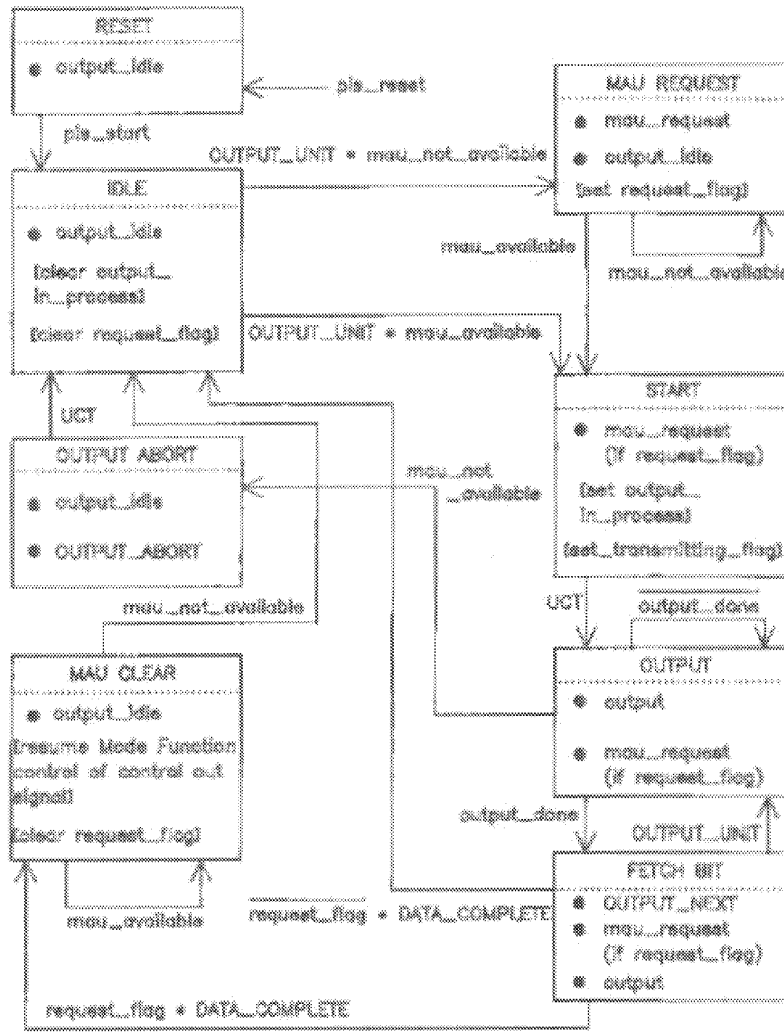 RESET
● output_idle
pls_reset
pls_start
MAU REQUEST
● mau_request
● output_idle
[set request_flag]
OUTPUT_UNIT * mau_not_available
IDLE
● output_idle
[clear output_
in_process]
[clear request_flag]
mau_available
mau_not_available
OUTPUT_UNIT * mau_available
START
● mau_request
(if request_flag)
[set output_
in_process]
[set_transmitting_flag]
UCT
OUTPUT ABORT
● output_idle
● OUTPUT_ABORT
mau_not
_available
UCT
output_done
mau_not_available
MAU CLEAR
● output_idle
[resume Mode Function
control of control out
signal]
[clear request_flag]
OUTPUT
● output
● mau_request
(if request_flag)
output_done
OUTPUT_UNIT
mau_available
request_flag * DATA_COMPLETE
FETCH BIT
● OUTPUT_NEXT
● mau_request
(if request_flag)
● output
request_flag * DATA_COMPLETE